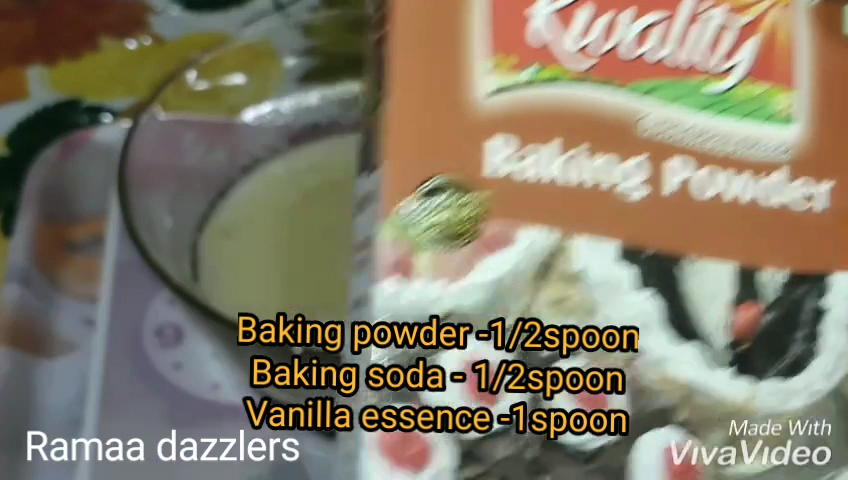 Kwality
Baking Powder
Baking powder -1/2spoon
Baking soda - 1/2spoon
Vanilla essence -1spoon
Ramaa dazzlers
Made With
VivaVideo